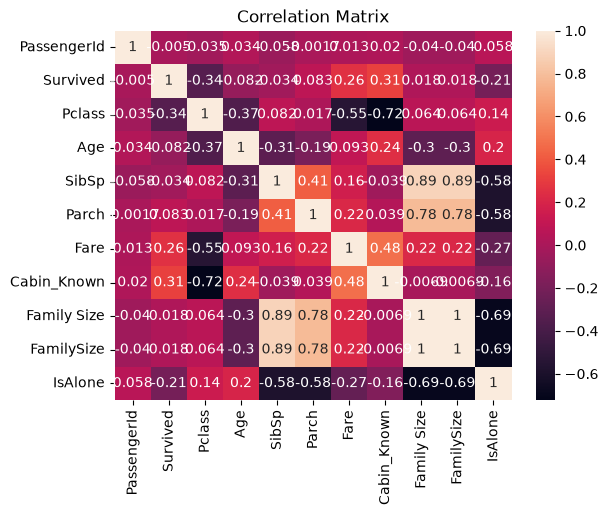 Correlation Matrix
PassengerId 1 -0.005 -0.035 0.034 -0.058 -0.0017 0.013 0.02 -0.04 -0.04 0.058
Survived -0.005 1 -0.34 -0.082 -0.034 0.083 0.26 0.31 0.018 0.018 -0.21
Pclass -0.035 -0.34 1 -0.37 0.082 0.017 -0.55 -0.72 0.064 0.064 0.14
Age 0.034 -0.082 -0.37 1 -0.31 -0.19 0.093 0.24 -0.3 -0.3 0.2
SibSp -0.058 -0.034 0.082 -0.31 1 0.41 0.16 -0.039 0.89 0.89 -0.58
Parch -0.0017 0.083 0.017 -0.19 0.41 1 0.22 0.039 0.78 0.78 -0.58
Fare 0.013 0.26 -0.55 0.093 0.16 0.22 1 0.48 0.22 0.22 -0.27
Cabin_Known 0.02 0.31 -0.72 0.24 -0.039 0.039 0.48 1 -0.0069 -0.0069 -0.16
Family Size -0.04 0.018 0.064 -0.3 0.89 0.78 0.22 -0.0069 1 1 -0.69
FamilySize -0.04 0.018 0.064 -0.3 0.89 0.78 0.22 -0.0069 1 1 -0.69
IsAlone 0.058 -0.21 0.14 0.2 -0.58 -0.58 -0.27 -0.16 -0.69 -0.69 1
PassengerId
Survived
Pclass
Age
SibSp
Parch
Fare
Cabin_Known
Family Size
FamilySize
IsAlone
1.0
0.8
0.6
0.4
0.2
0.0
−0.2
−0.4
−0.6